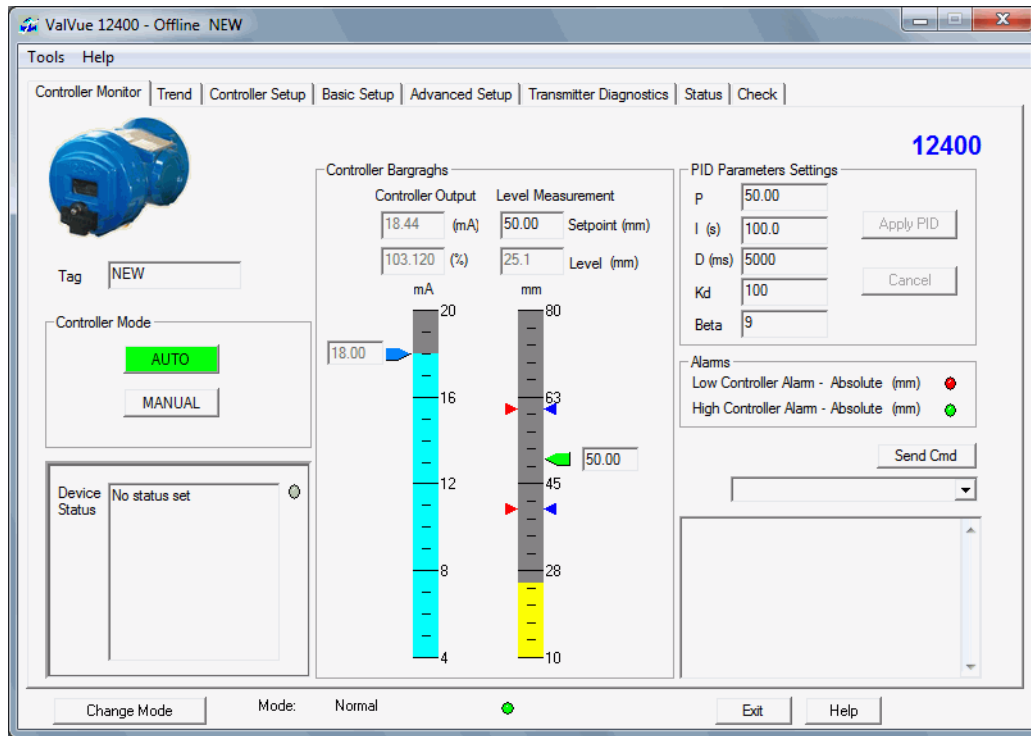 ValVue 12400 - Offline NEW
Tools Help
Controller Monitor Trend Controller Setup Basic Setup Advanced Setup Transmitter Diagnostics Status Check
12400
Tag NEW
Controller Mode
AUTO
MANUAL
Device Status
No status set
Controller Bargraghs
Controller Output Level Measurement
18.44 (mA) 50.00 Setpoint (mm)
103.120 (%) 25.1 Level (mm)
mA mm
20 80
18.00
16 63
50.00
12 45
8 28
4 10
PID Parameters Settings
P 50.00
I (s) 100.0
D (ms) 5000
Kd 100
Beta 9
Apply PID
Cancel
Alarms
Low Controller Alarm - Absolute (mm)
High Controller Alarm - Absolute (mm)
Send Cmd
Change Mode Mode: Normal Exit Help